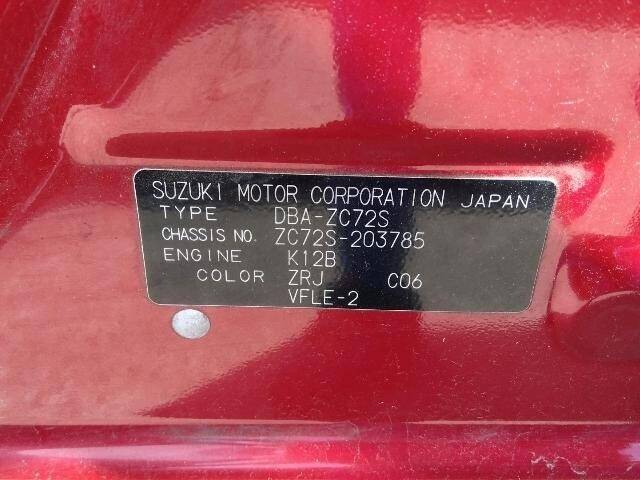 SUZUKI MOTOR CORPORATION JAPAN
TYPE DBA-ZC72S
CHASSIS NO. ZC72S-203785
ENGINE K12B
COLOR ZRJ C06
VFLE-2